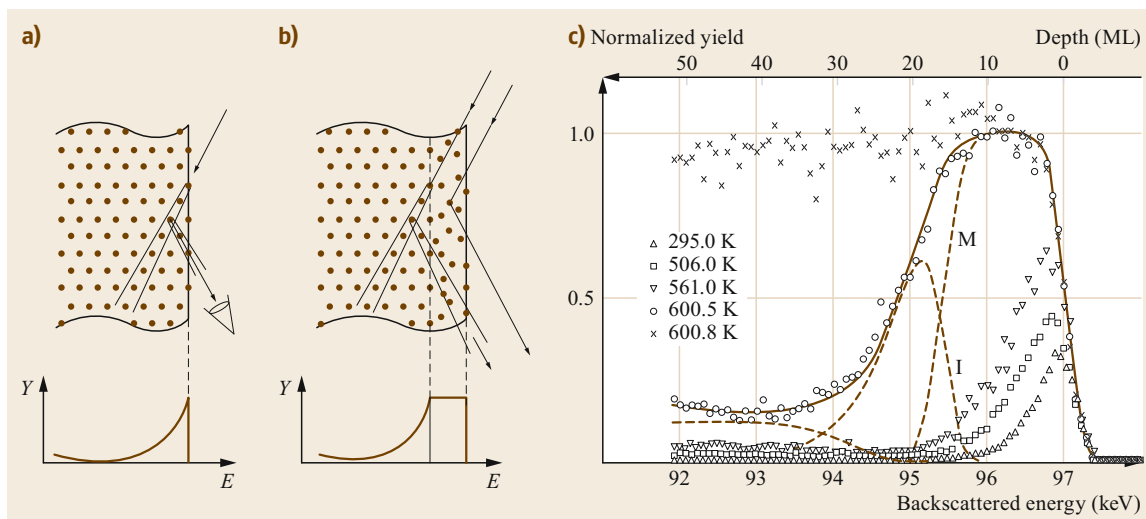 a)
Y
E
b)
Y
E
c) Normalized yield Depth (ML)
50 40 30 20 10 0
1.0
0.5
M
I
295.0 K
506.0 K
561.0 K
600.5 K
600.8 K
92 93 94 95 96 97
Backscattered energy (keV)